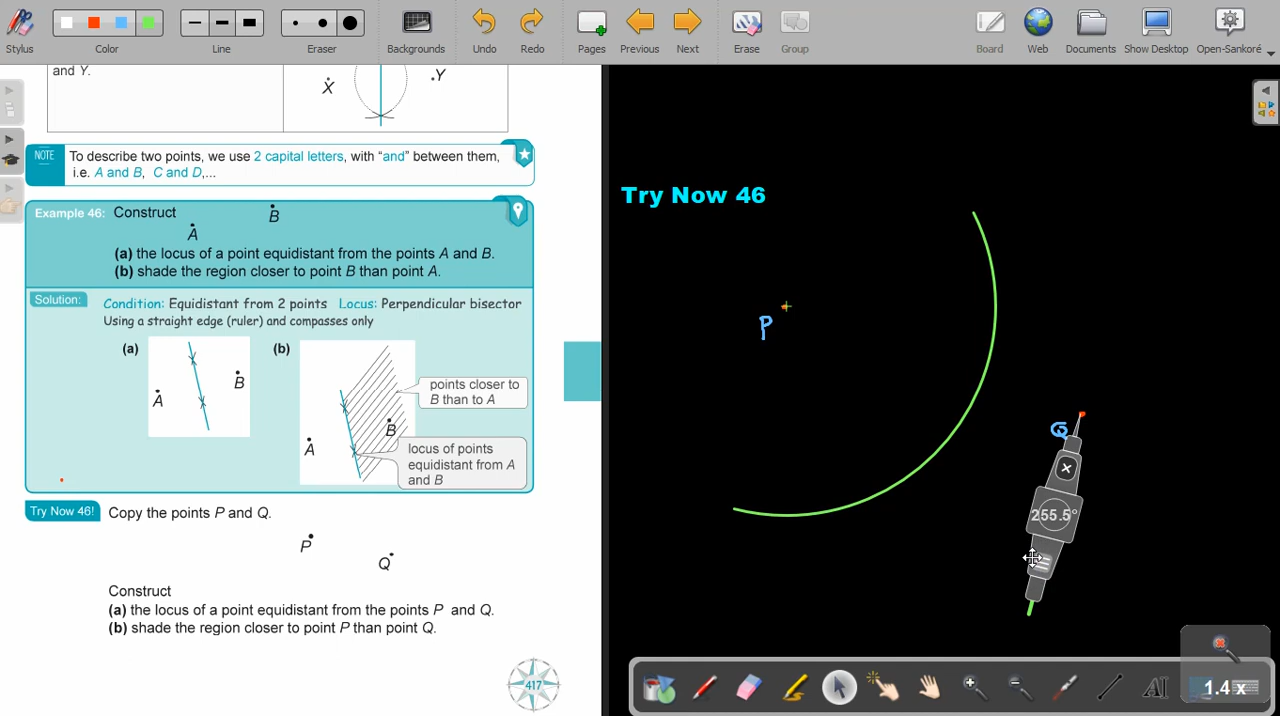 Stylus
Color
Line
Eraser
Backgrounds
Undo
Redo
Pages
Previous
Next
Erase
Group
Board
Web
Documents
Show Desktop
Open-Sankoré
and Y.
X
Y
NOTE
To describe two points, we use 2 capital letters, with “and” between them,
i.e. A and B, C and D,...
Example 46: Construct
A
B
(a) the locus of a point equidistant from the points A and B.
(b) shade the region closer to point B than point A.
Solution:
Condition: Equidistant from 2 points Locus: Perpendicular bisector
Using a straight edge (ruler) and compasses only
(a)
A
B
(b)
A
B
points closer to
B than to A
locus of points
equidistant from A
and B
Try Now 46! Copy the points P and Q.
P
Q
Construct
(a) the locus of a point equidistant from the points P and Q.
(b) shade the region closer to point P than point Q.
417
Try Now 46
P
Q
255.5°
1.4 x